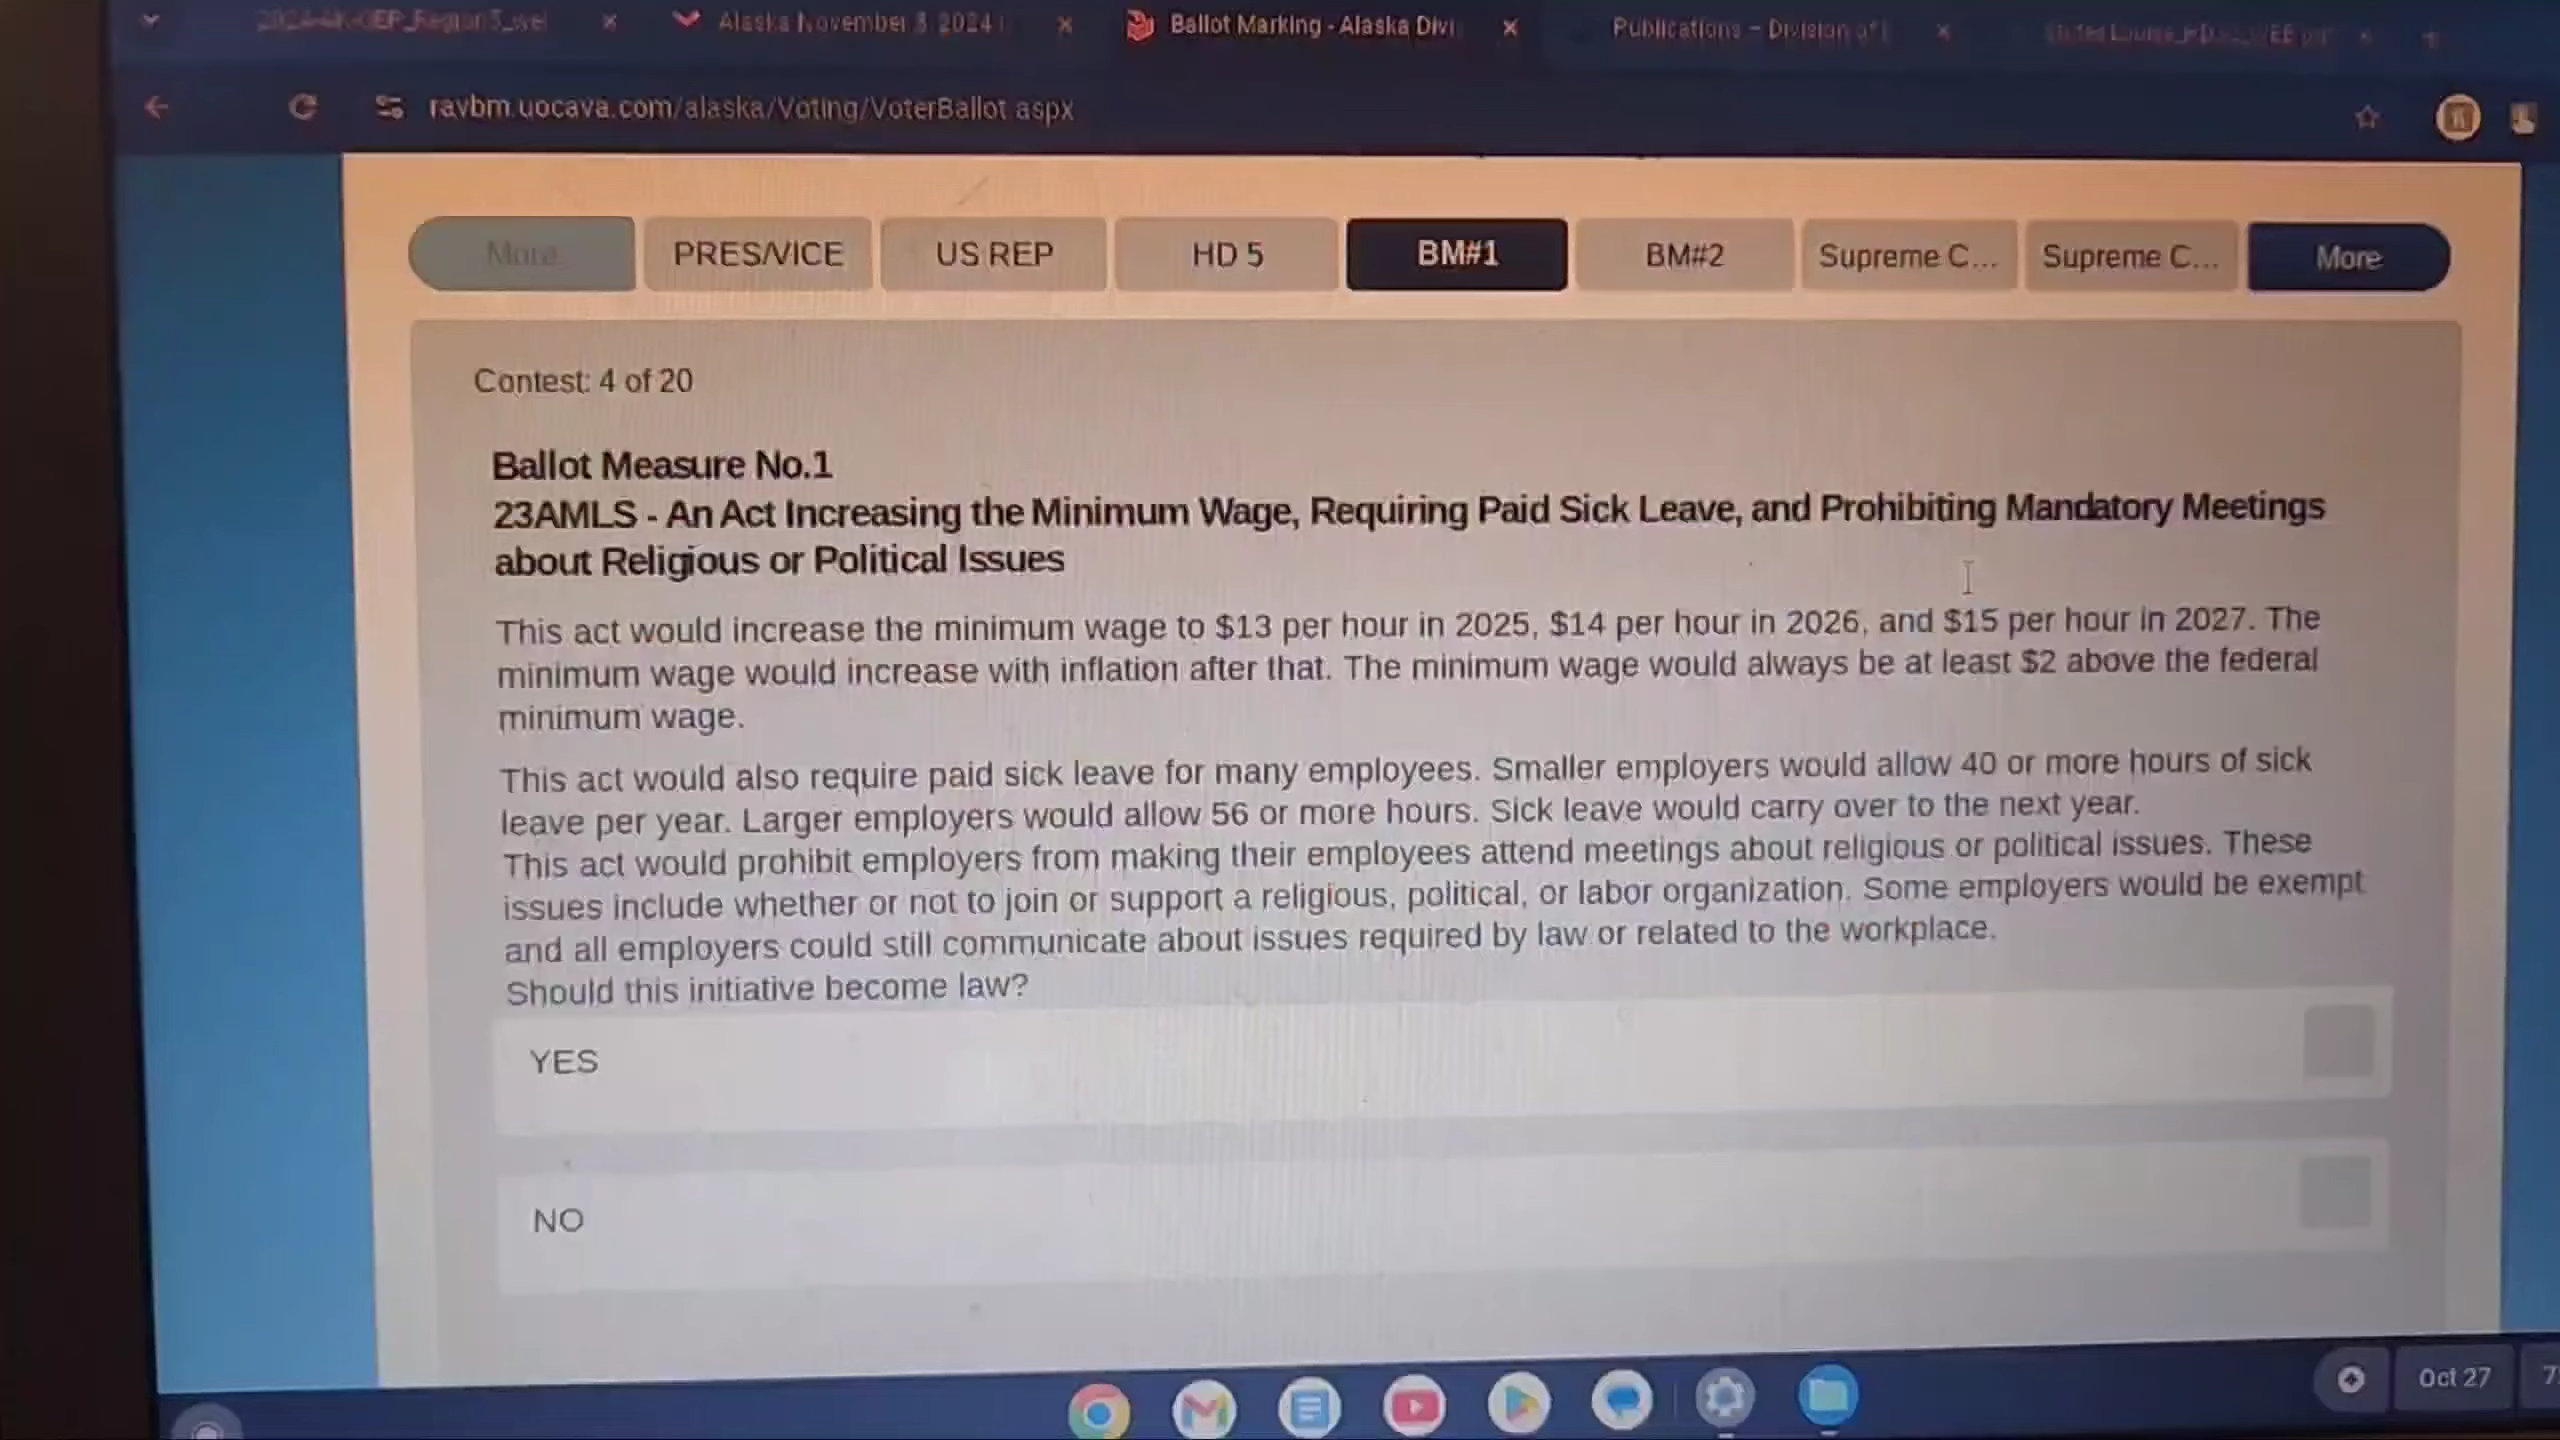 Alaska November 3 2024
Ballot Marking - Alaska Divi
Publications – Division of
ravbm.uocava.com/alaska/Voting/VoterBallot.aspx
More
PRES/VICE
US REP
HD 5
BM#1
BM#2
Supreme C...
Supreme C...
More
Contest: 4 of 20
Ballot Measure No.1
23AMLS - An Act Increasing the Minimum Wage, Requiring Paid Sick Leave, and Prohibiting Mandatory Meetings
about Religious or Political Issues
This act would increase the minimum wage to $13 per hour in 2025, $14 per hour in 2026, and $15 per hour in 2027. The
minimum wage would increase with inflation after that. The minimum wage would always be at least $2 above the federal
minimum wage.
This act would also require paid sick leave for many employees. Smaller employers would allow 40 or more hours of sick
leave per year. Larger employers would allow 56 or more hours. Sick leave would carry over to the next year.
This act would prohibit employers from making their employees attend meetings about religious or political issues. These
issues include whether or not to join or support a religious, political, or labor organization. Some employers would be exempt
and all employers could still communicate about issues required by law or related to the workplace.
Should this initiative become law?
YES
NO
Oct 27